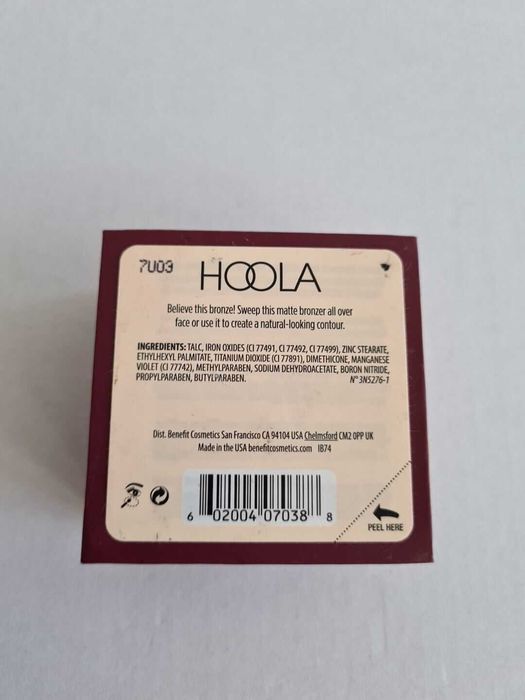 7U03
HOOLA
Believe this bronze! Sweep this matte bronzer all over
face or use it to create a natural-looking contour.
INGREDIENTS: TALC, IRON OXIDES (CI 77491, CI 77492, CI 77499), ZINC STEARATE,
ETHYLHEXYL PALMITATE, TITANIUM DIOXIDE (CI 77891), DIMETHICONE, MANGANESE
VIOLET (CI 77742), METHYLPARABEN, SODIUM DEHYDROACETATE, BORON NITRIDE,
PROPYLPARABEN, BUTYLPARABEN. N° 3N5276-1
Dist. Benefit Cosmetics San Francisco CA 94104 USA Chelmsford CM2 0PP UK
Made in the USA benefitcosmetics.com IB74
6 02004 07038 8
PEEL HERE